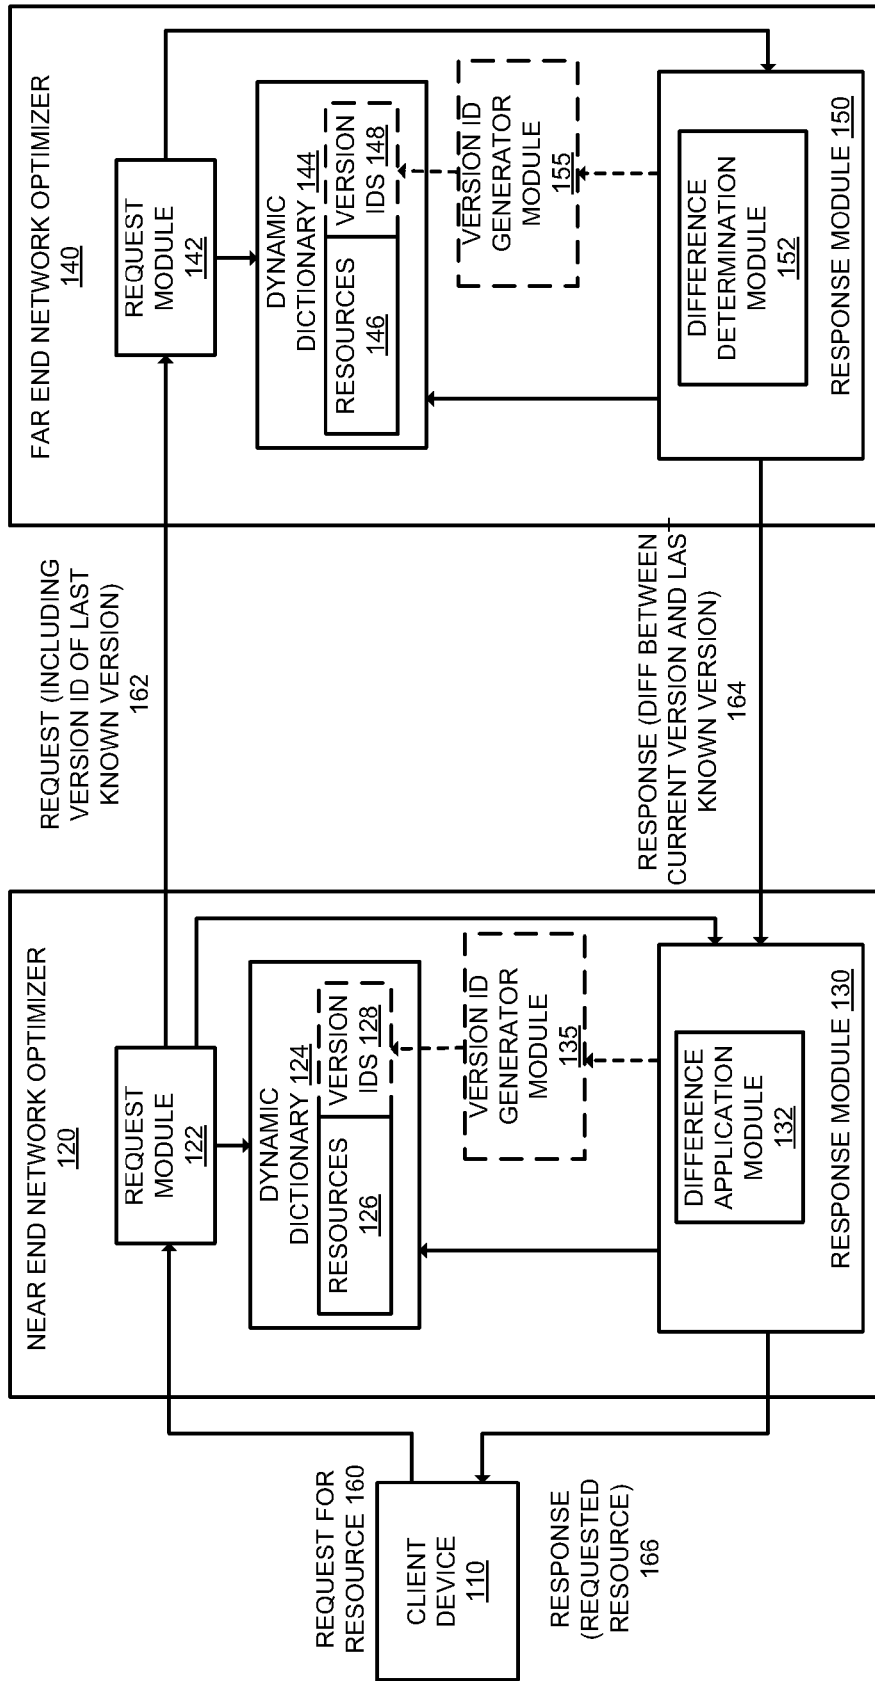 REQUEST FOR
RESOURCE 160
CLIENT
DEVICE
110
RESPONSE
(REQUESTED
RESOURCE)
166
NEAR END NETWORK OPTIMIZER
120
REQUEST
MODULE
122
DYNAMIC
DICTIONARY 124
RESOURCES
126
VERSION
IDS 128
VERSION ID
GENERATOR
MODULE
135
DIFFERENCE
APPLICATION
MODULE
132
RESPONSE MODULE 130
REQUEST (INCLUDING
VERSION ID OF LAST
KNOWN VERSION)
162
RESPONSE (DIFF BETWEEN
CURRENT VERSION AND LAST
KNOWN VERSION)
164
FAR END NETWORK OPTIMIZER
140
REQUEST
MODULE
142
DYNAMIC
DICTIONARY 144
RESOURCES
146
VERSION
IDS 148
VERSION ID
GENERATOR
MODULE
155
DIFFERENCE
DETERMINATION
MODULE
152
RESPONSE MODULE 150